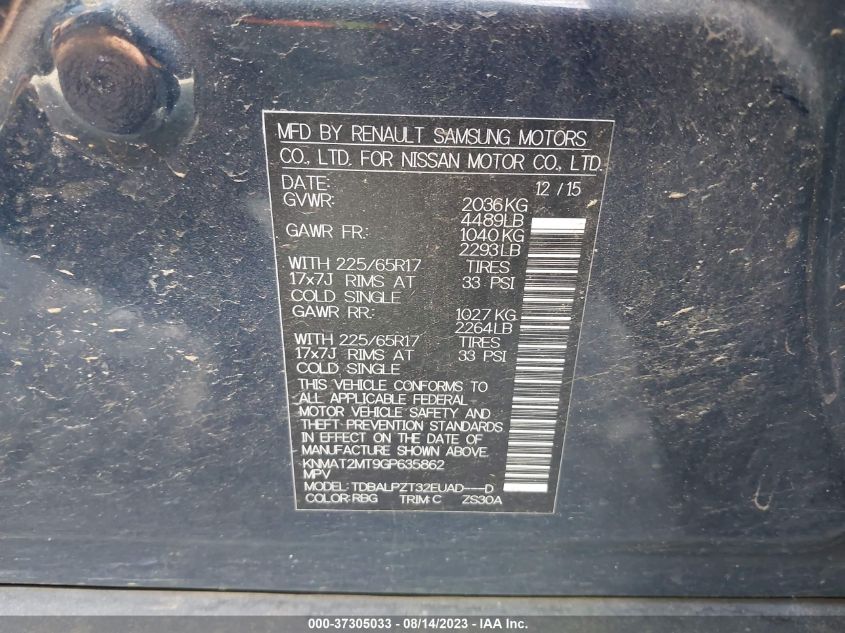 MFD BY RENAULT SAMSUNG MOTORS
CO., LTD. FOR NISSAN MOTOR CO., LTD.
DATE: 12 / 15
GVWR: 2036KG
4489LB
GAWR FR.: 1040KG
2293LB
WITH 225/65R17 TIRES
17x7J RIMS AT 33 PSI
COLD SINGLE
GAWR RR.: 1027KG
2264LB
WITH 225/65R17 TIRES
17x7J RIMS AT 33 PSI
COLD SINGLE
THIS VEHICLE CONFORMS TO
ALL APPLICABLE FEDERAL
MOTOR VEHICLE SAFETY AND
THEFT PREVENTION STANDARDS
IN EFFECT ON THE DATE OF
MANUFACTURE SHOWN ABOVE.
KNMAT2MT9GP635862
MPV
MODEL: TDBALPZT32EUAD---D
COLOR:RBG TRIM:C ZS30A
000-37305033 - 08/14/2023 - IAAI.COM